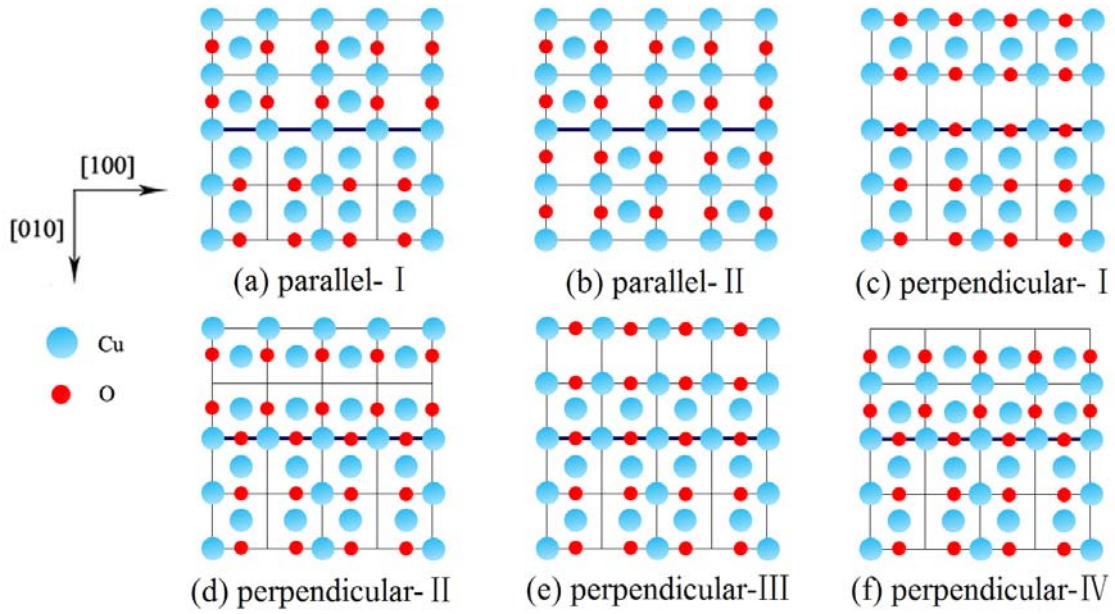 [100]
[010]
Cu
O
(a) parallel- Ⅰ
(b) parallel-Ⅱ
(c) perpendicular-Ⅰ
(d) perpendicular-Ⅱ
(e) perpendicular-Ⅲ
(f) perpendicular-Ⅳ